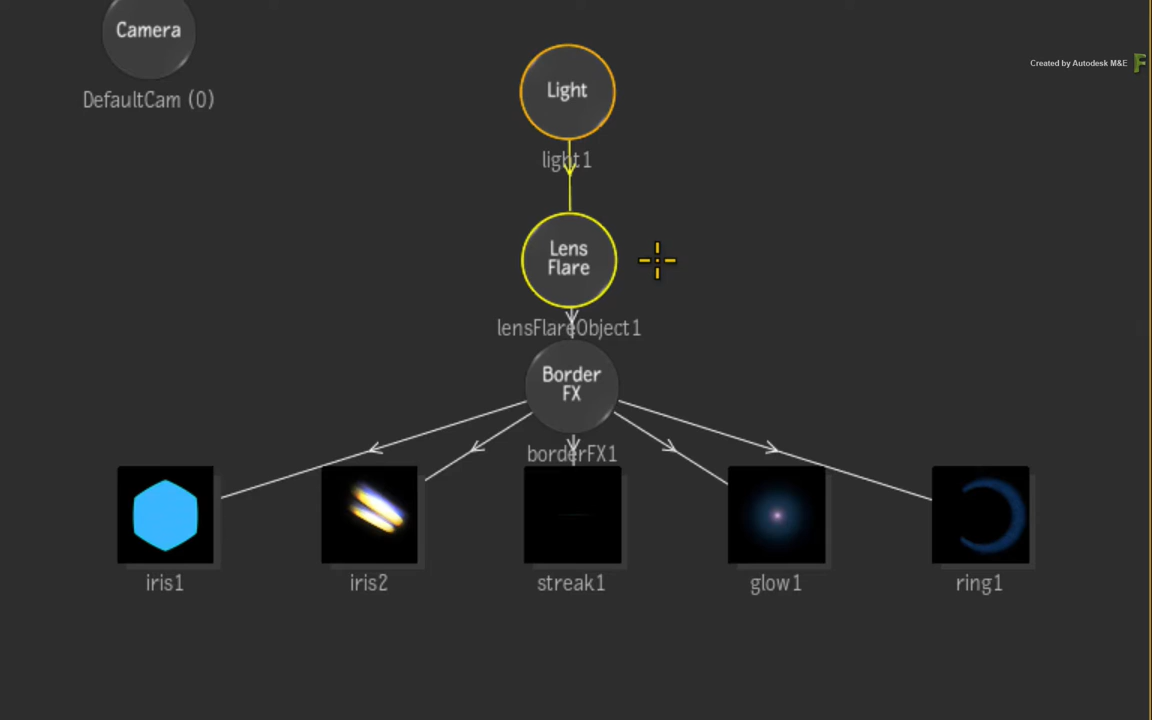 Camera
DefaultCam (0)
Created by Autodesk M&E
Light
light1
Lens
Flare
lensFlareObject1
Border
FX
borderFX1
iris1
iris2
streak1
glow1
ring1